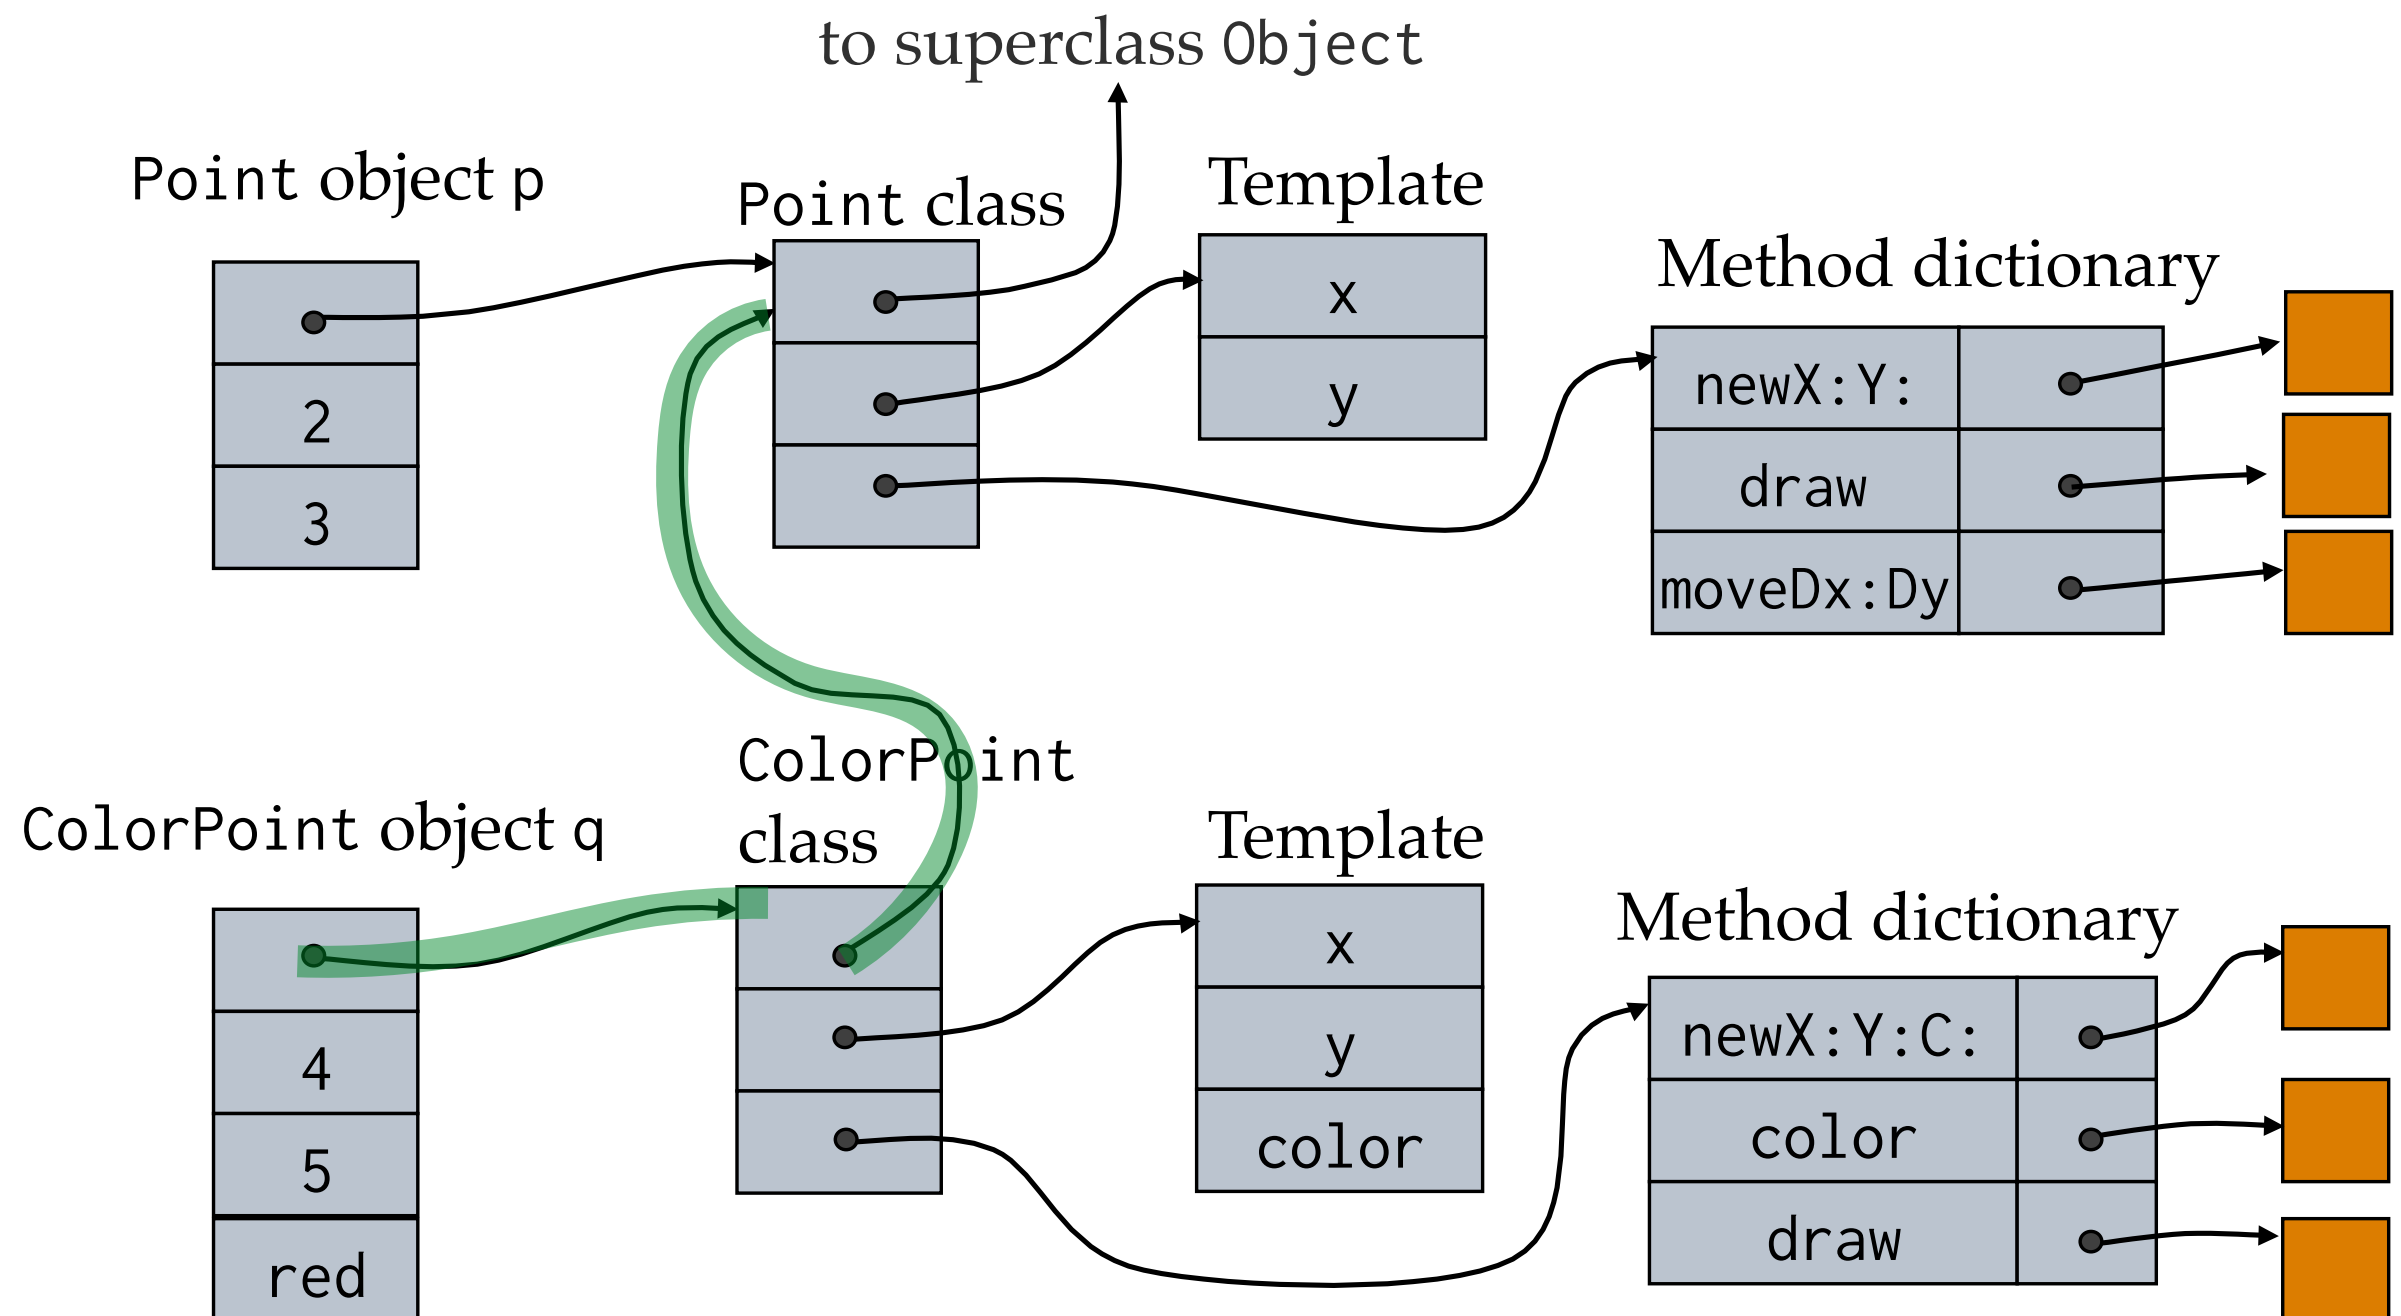 to superclass Object
Point object p
Point class
Template
Method dictionary
2
3
x
y
newX:Y:
draw
moveDx:Dy
ColorPoint object q
ColorPoint
class
Template
Method dictionary
4
5
red
x
y
color
newX:Y:C:
color
draw